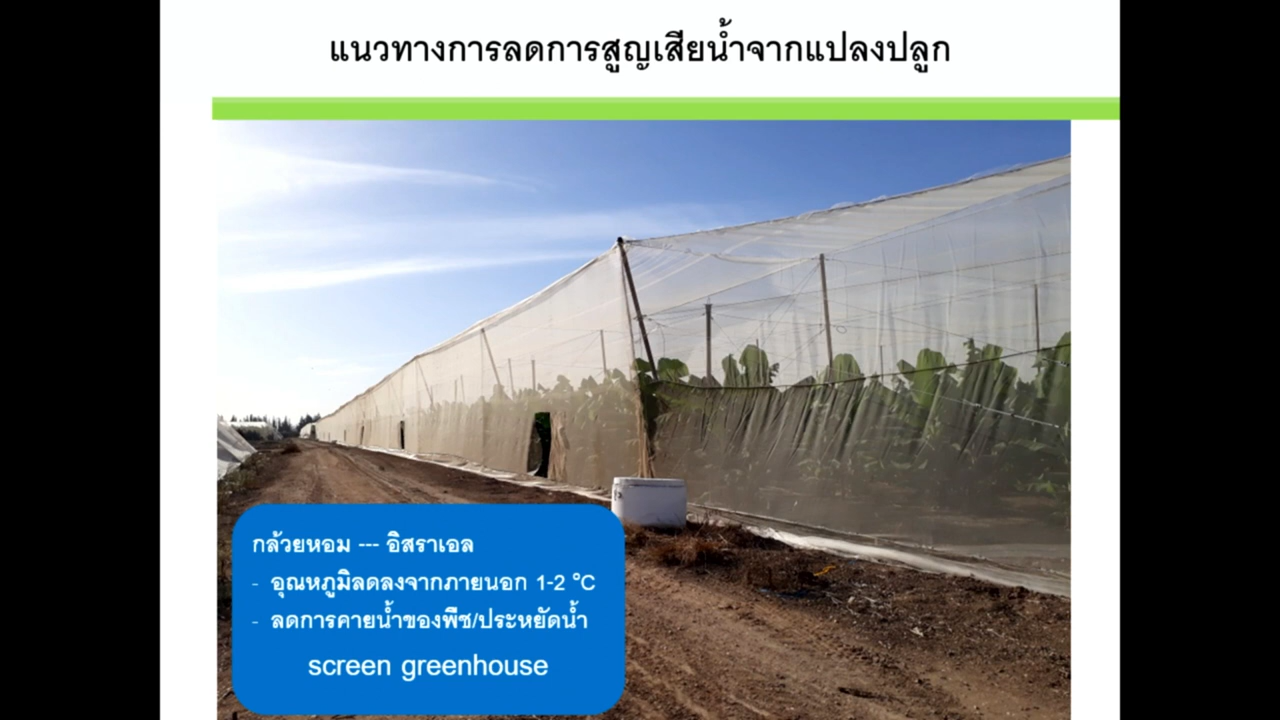 แนวทางการลดการสูญเสียน้ำจากแปลงปลูก
กล้วยหอม --- อิสราเอล
- อุณหภูมิลดลงจากภายนอก 1-2 °C
- ลดการคายน้ำของพืช/ประหยัดน้ำ
screen greenhouse